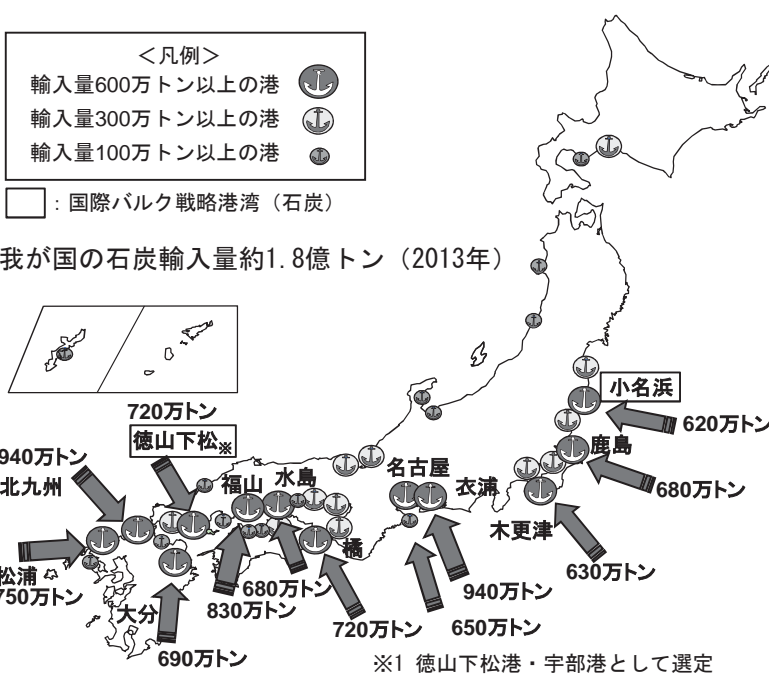 <凡例>
輸入量600万トン以上の港
輸入量300万トン以上の港
輸入量100万トン以上の港
：国際バルク戦略港湾（石炭）
我が国の石炭輸入量約1.8億トン（2013年）
720万トン
徳山下松※
940万トン
北九州
福山
水島
名古屋
衣浦
小名浜
620万トン
鹿島
680万トン
木更津
630万トン
橘
松浦
750万トン
大分
690万トン
830万トン
680万トン
720万トン
940万トン
650万トン
※1 徳山下松港・宇部港として選定